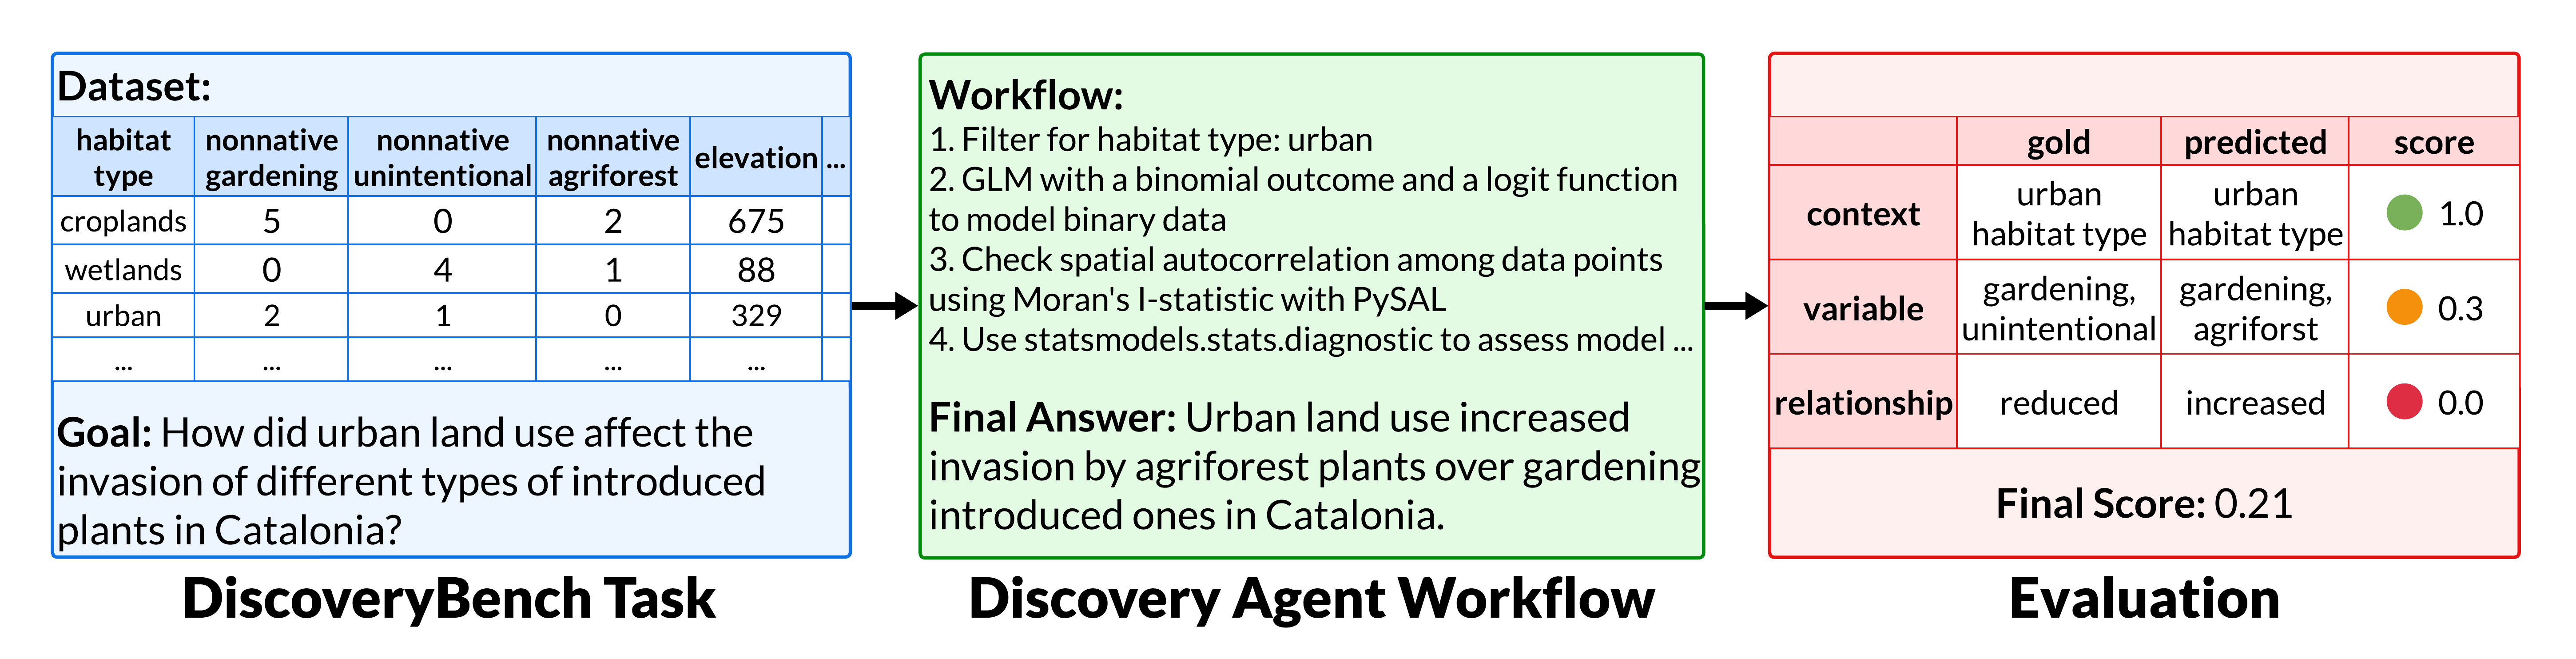 Dataset:
habitat type | nonnative gardening | nonnative unintentional | nonnative agriforest | elevation | ...
croplands | 5 | 0 | 2 | 675
wetlands | 0 | 4 | 1 | 88
urban | 2 | 1 | 0 | 329
... | ... | ... | ... | ...
Goal: How did urban land use affect the
invasion of different types of introduced
plants in Catalonia?
DiscoveryBench Task
Workflow:
1. Filter for habitat type: urban
2. GLM with a binomial outcome and a logit function
to model binary data
3. Check spatial autocorrelation among data points
using Moran's I-statistic with PySAL
4. Use statsmodels.stats.diagnostic to assess model ...
Final Answer: Urban land use increased
invasion by agriforest plants over gardening
introduced ones in Catalonia.
Discovery Agent Workflow
gold | predicted | score
context | urban habitat type | urban habitat type | 1.0
variable | gardening, unintentional | gardening, agriforst | 0.3
relationship | reduced | increased | 0.0
Final Score: 0.21
Evaluation